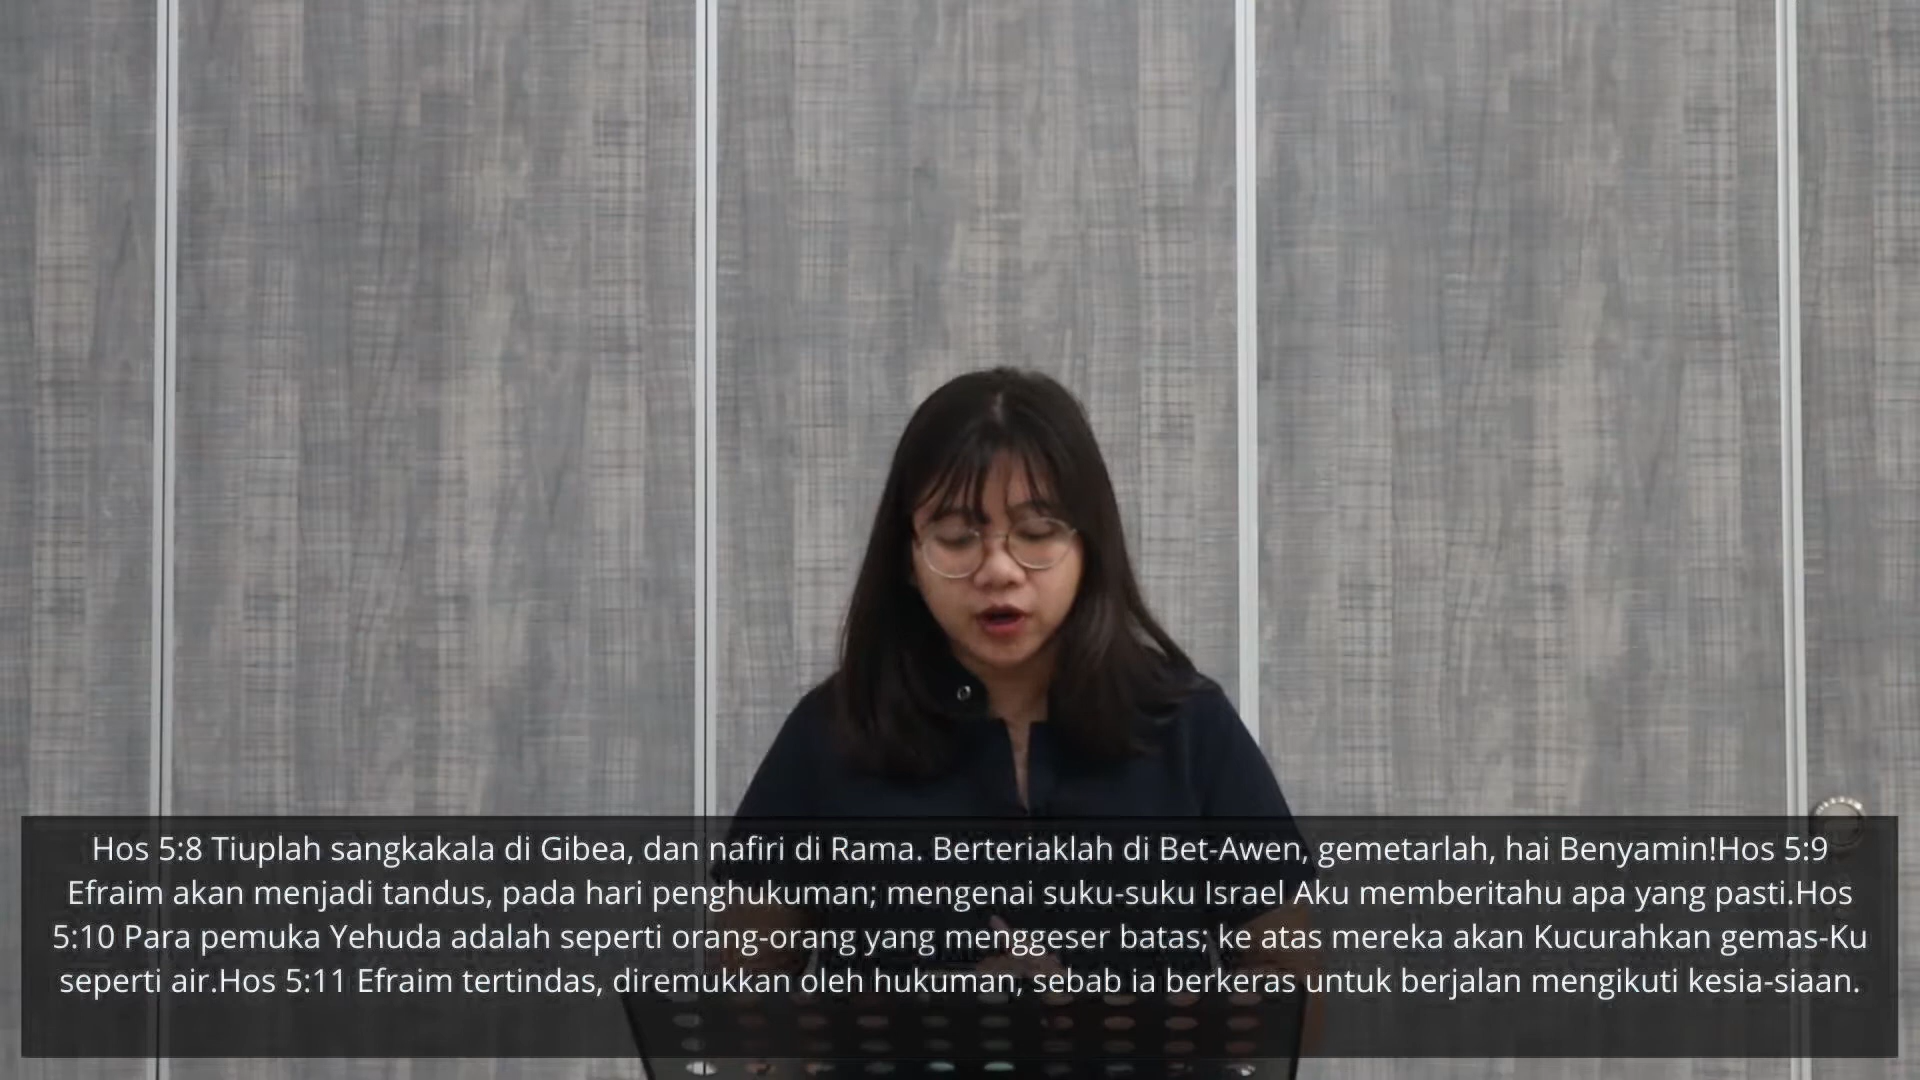 Hos 5:8 Tiuplah sangkakala di Gibea, dan nafiri di Rama. Berteriaklah di Bet-Awen, gemetarlah, hai Benyamin!Hos 5:9
Efraim akan menjadi tandus, pada hari penghukuman; mengenai suku-suku Israel Aku memberitahu apa yang pasti.Hos
5:10 Para pemuka Yehuda adalah seperti orang-orang yang menggeser batas; ke atas mereka akan Kucurahkan gemas-Ku
seperti air.Hos 5:11 Efraim tertindas, diremukkan oleh hukuman, sebab ia berkeras untuk berjalan mengikuti kesia-siaan.